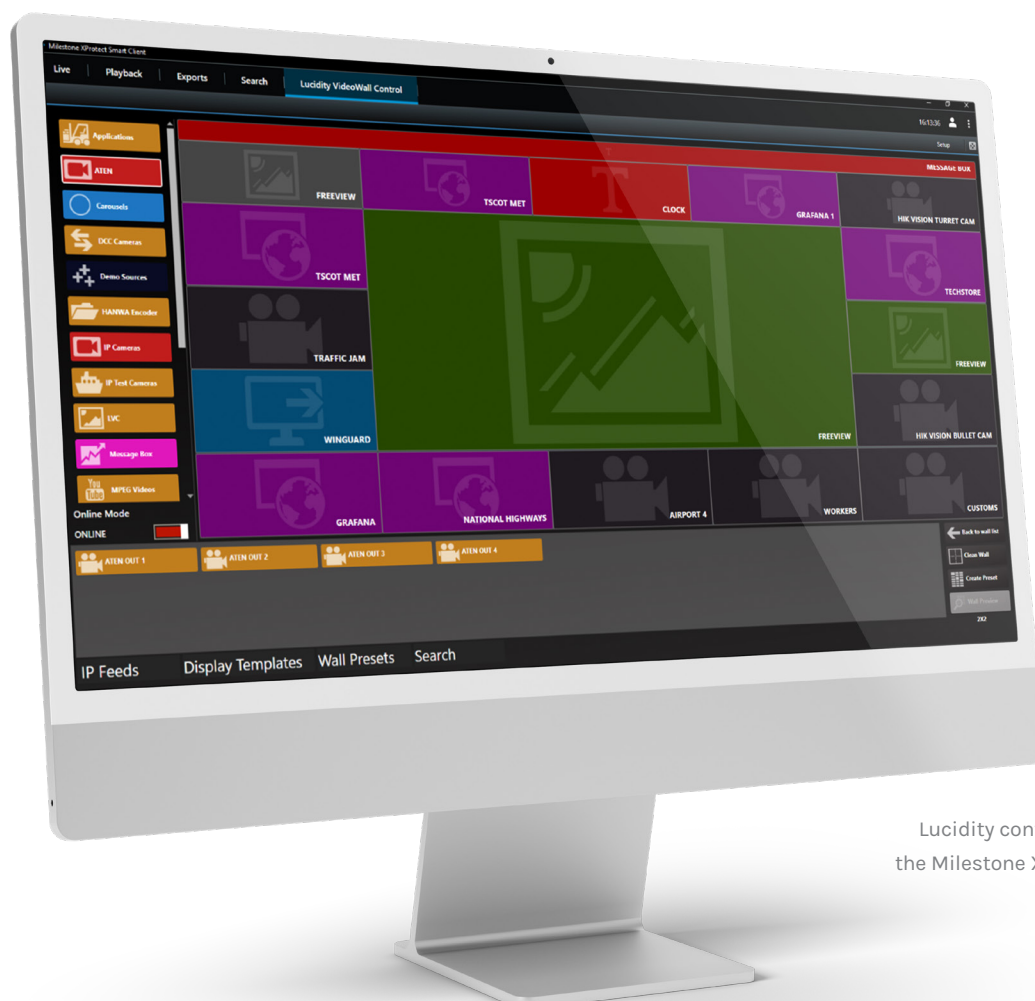 Milestone XProtect Smart Client
Live Playback Exports Search Lucidity VideoWall Control
16:13:36
Setup
Applications
ATEN
Carousels
DCC Cameras
Demo Sources
HANWA Encoder
IP Cameras
IP Test Cameras
LVC
Message Box
You Tube MPEG Videos
Online Mode
ONLINE
T
MESSAGE BOX
FREEVIEW
TSCOT MET
T CLOCK
GRAFANA 1
HIK VISION TURRET CAM
TSCOT MET
TECHSTORE
TRAFFIC JAM
FREEVIEW
WINGUARD
FREEVIEW
HIK VISION BULLET CAM
GRAFANA
NATIONAL HIGHWAYS
AIRPORT 4
WORKERS
CUSTOMS
ATEN OUT 1 ATEN OUT 2 ATEN OUT 3 ATEN OUT 4
Back to wall list
Clean Wall
Create Preset
Wall Preview
2X2
IP Feeds Display Templates Wall Presets Search
Lucidity con
the Milestone X